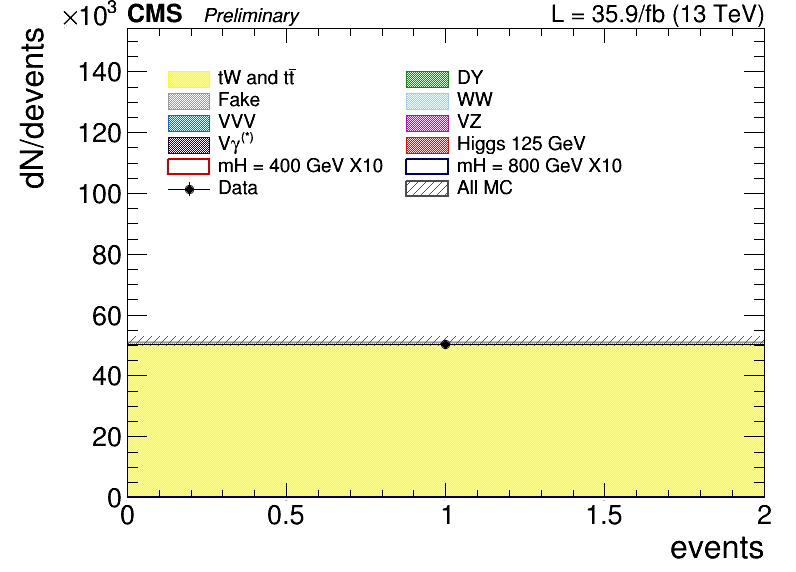 ×10³ CMS Preliminary L = 35.9/fb (13 TeV)
dN/devents
140
120
100
80
60
40
20
0
tW and tt̄ DY
Fake WW
VVV VZ
Vγ(*) Higgs 125 GeV
mH = 400 GeV X10 mH = 800 GeV X10
Data All MC
0 0.5 1 1.5 2
events